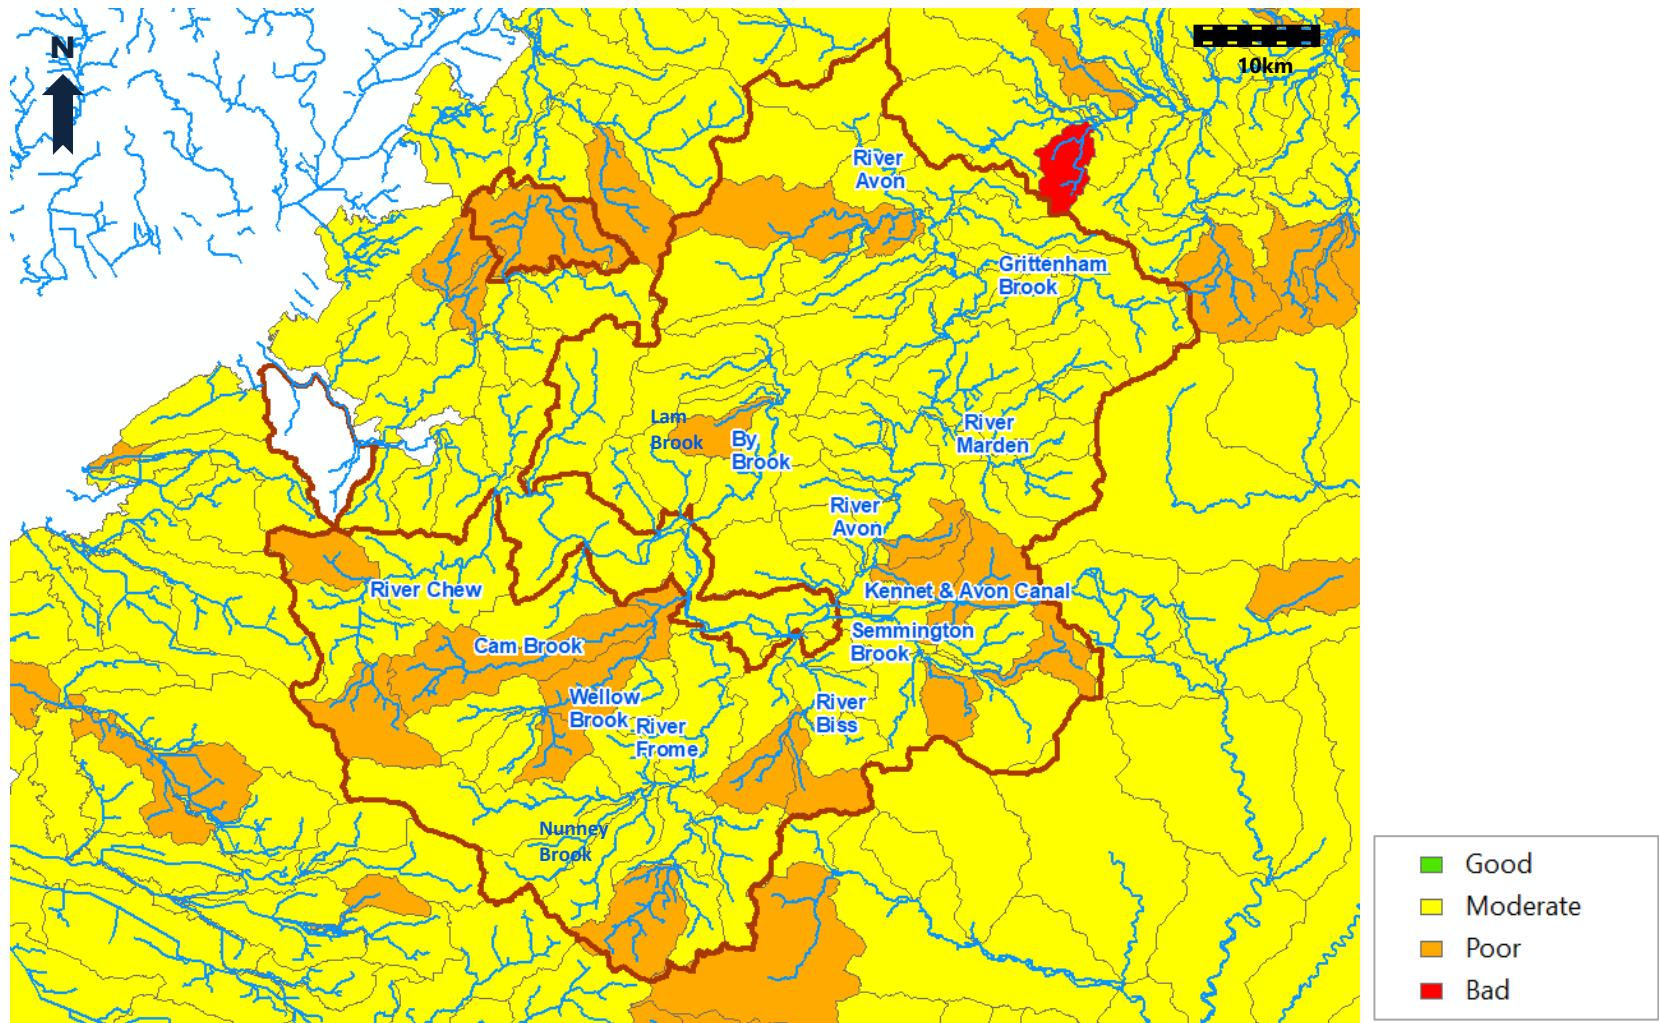 N
10km
River
Avon
Grittenham
Brook
Lam
Brook
By
Brook
River
Marden
River
Avon
River Chew
Kennet & Avon Canal
Cam Brook
Semmington
Brook
Wellow
Brook
River
Frome
River
Biss
Nunney
Brook
Good
Moderate
Poor
Bad